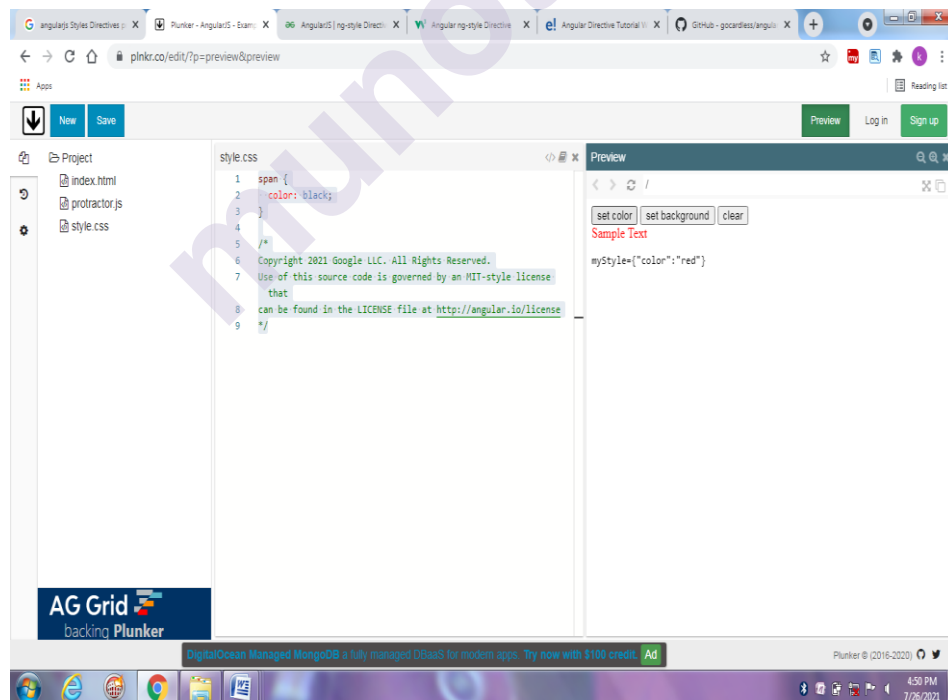 angularjs Styles Directives p
Plunker - AngularJS - Examp
AngularJS | ng-style Directi
Angular ng-style Directive
Angular Directive Tutorial W
GitHub - gocardless/angula
plnkr.co/edit/?p=preview&preview
my
k
Apps
Reading list
New
Save
Preview
Log in
Sign up
Project
index.html
protractor.js
style.css
style.css
1 span {
2 color: black;
3 }
4
5 /*
6 Copyright 2021 Google LLC. All Rights Reserved.
7 Use of this source code is governed by an MIT-style license
that
8 can be found in the LICENSE file at http://angular.io/license
9 */
Preview
/
set color
set background
clear
Sample Text
myStyle={"color":"red"}
AG Grid
backing Plunker
DigitalOcean Managed MongoDB a fully managed DBaaS for modern apps. Try now with $100 credit. Ad
Plunker © (2016-2020)
4:50 PM
7/26/2021
muno